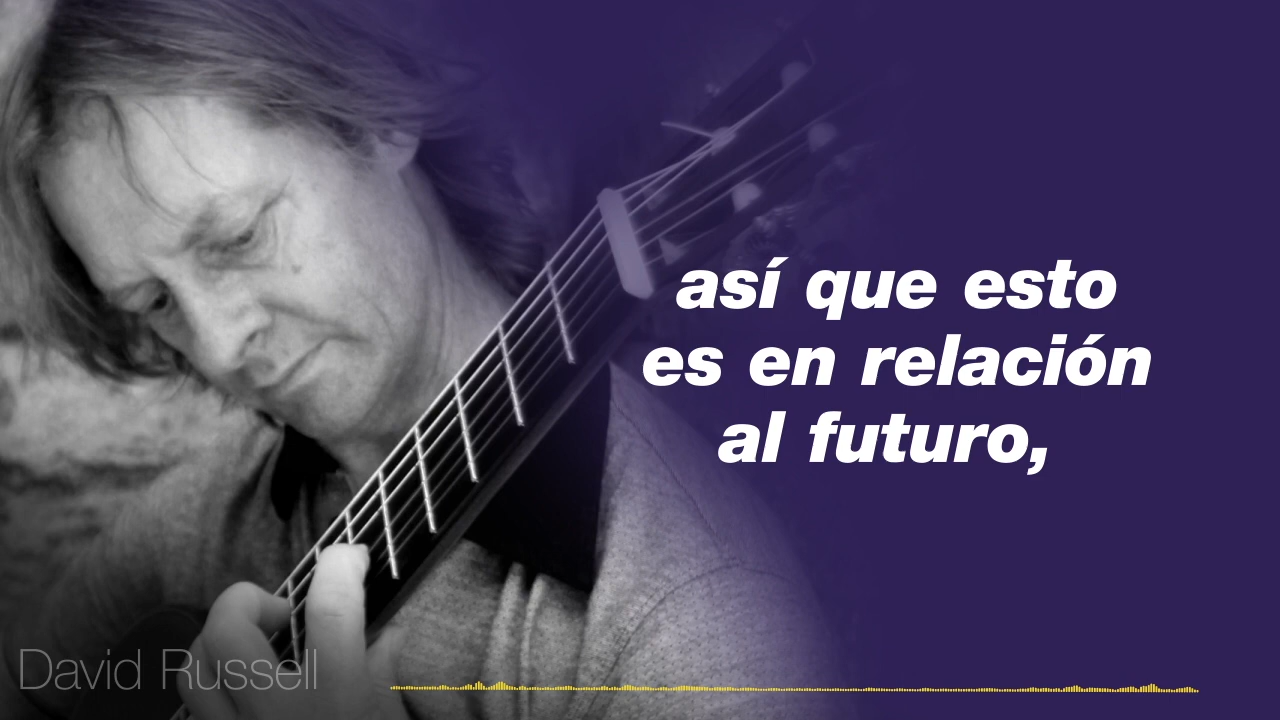 así que esto
es en relación
al futuro,
David Russell